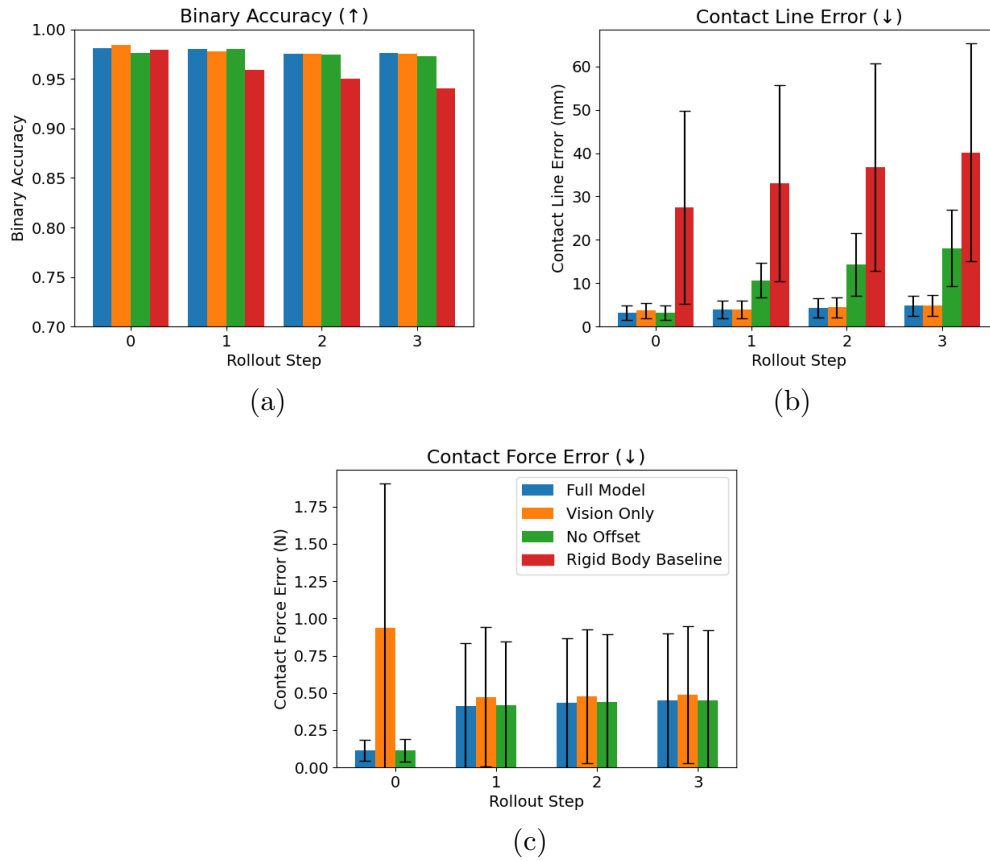 Binary Accuracy (↑)
Binary Accuracy
1.00
0.95
0.90
0.85
0.80
0.75
0.70
0 1 2 3
Rollout Step
(a)
Contact Line Error (↓)
Contact Line Error (mm)
60
50
40
30
20
10
0
0 1 2 3
Rollout Step
(b)
Contact Force Error (↓)
Contact Force Error (N)
1.75
1.50
1.25
1.00
0.75
0.50
0.25
0.00
Full Model
Vision Only
No Offset
Rigid Body Baseline
0 1 2 3
Rollout Step
(c)